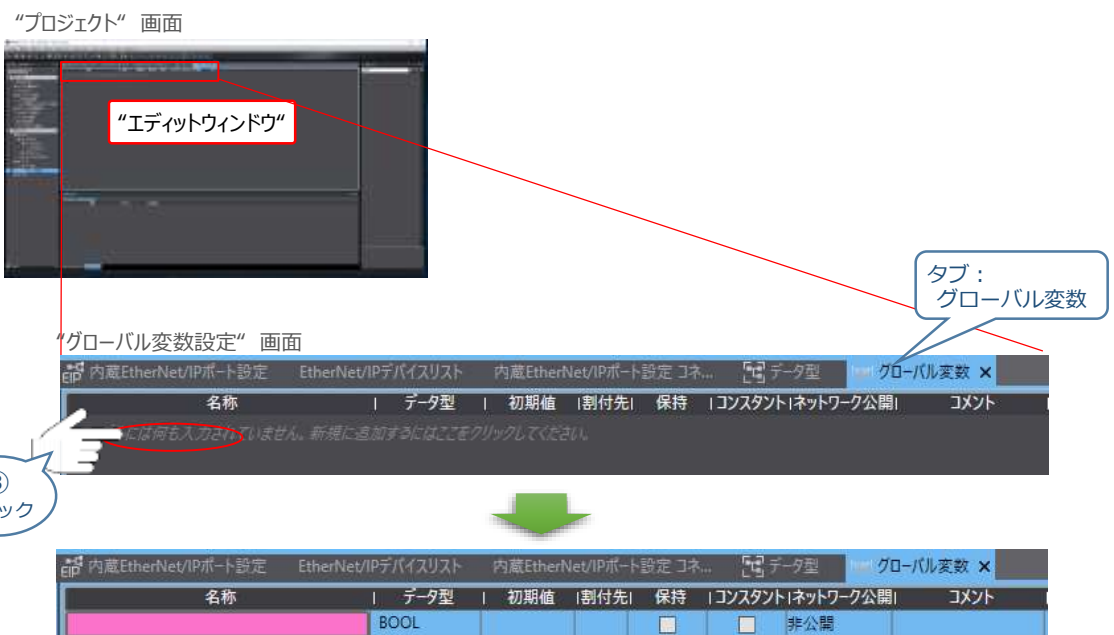 “プロジェクト“ 画面
“エディットウィンドウ“
タブ：
グローバル変数
“グローバル変数設定“ 画面
EIP 内蔵EtherNet/IPポート設定 EtherNet/IPデバイスリスト 内蔵EtherNet/IPポート設定 コネ... データ型 グローバル変数 ×
名称 データ型 初期値 割付先 保持 コンスタント ネットワーク公開 コメント
には何も入力されていません。新規に追加するにはここをクリックしてください。
ック
EIP 内蔵EtherNet/IPポート設定 EtherNet/IPデバイスリスト 内蔵EtherNet/IPポート設定 コネ... データ型 グローバル変数 ×
名称 データ型 初期値 割付先 保持 コンスタント ネットワーク公開 コメント
BOOL 非公開